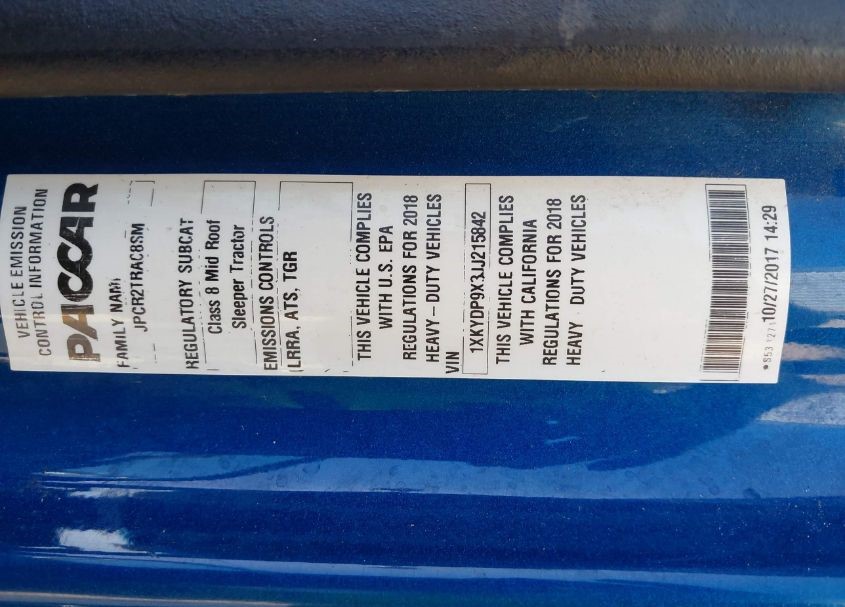 VEHICLE EMISSION
CONTROL INFORMATION
PACCAR
FAMILY NAME
JPCR2TRAC8SM
REGULATORY SUBCAT
Class 8 Mid Roof
Sleeper Tractor
EMISSIONS CONTROLS
LRRA, ATS, TGR
THIS VEHICLE COMPLIES
WITH U.S. EPA
REGULATIONS FOR 2018
HEAVY - DUTY VEHICLES
VIN
1XKYDP9X3JJ215842
THIS VEHICLE COMPLIES
WITH CALIFORNIA
REGULATIONS FOR 2018
HEAVY DUTY VEHICLES
10/27/2017 14:29